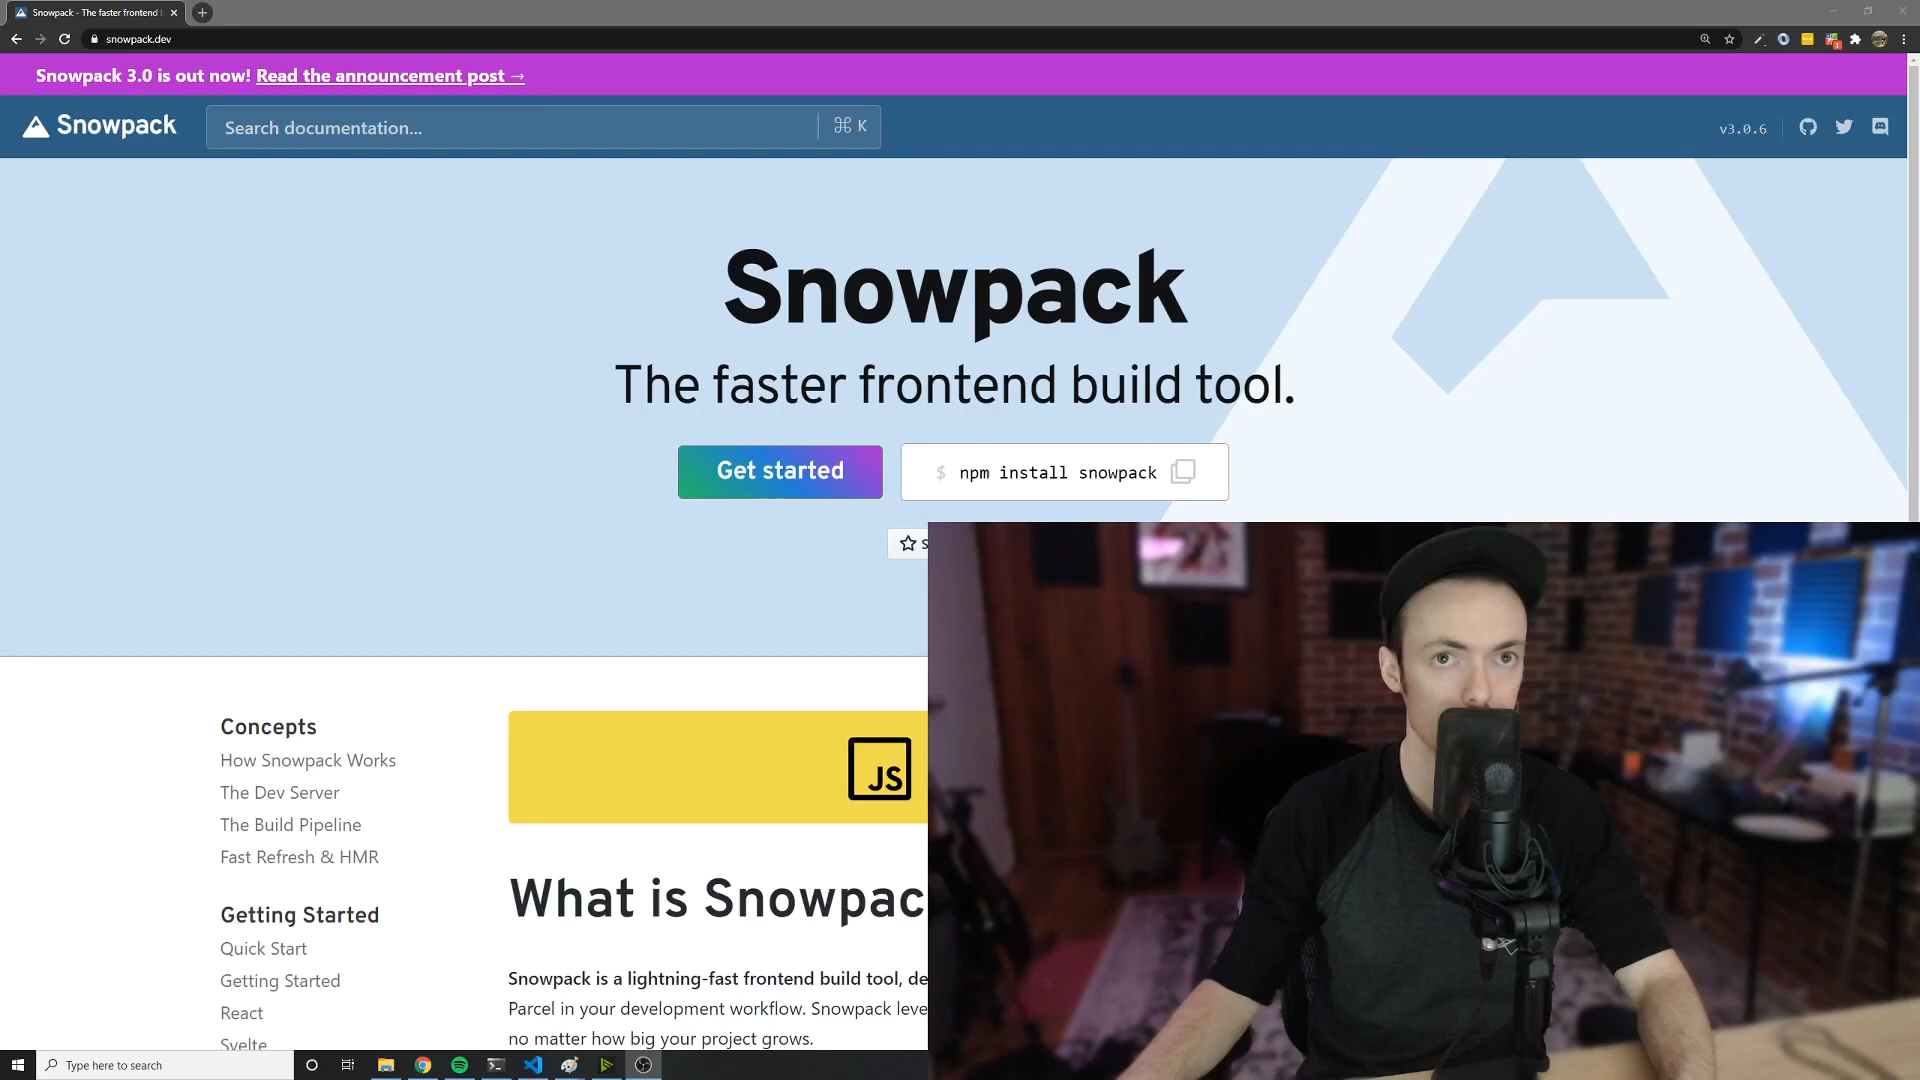 Snowpack - The faster frontend b
snowpack.dev
Snowpack 3.0 is out now! Read the announcement post →
Snowpack
Search documentation...
⌘ K
v3.0.6
Snowpack
The faster frontend build tool.
Get started
$ npm install snowpack
Concepts
How Snowpack Works
The Dev Server
The Build Pipeline
Fast Refresh & HMR
Getting Started
Quick Start
Getting Started
React
Svelte
JS
What is Snowpac
Snowpack is a lightning-fast frontend build tool, de
Parcel in your development workflow. Snowpack leve
no matter how big your project grows.
Type here to search